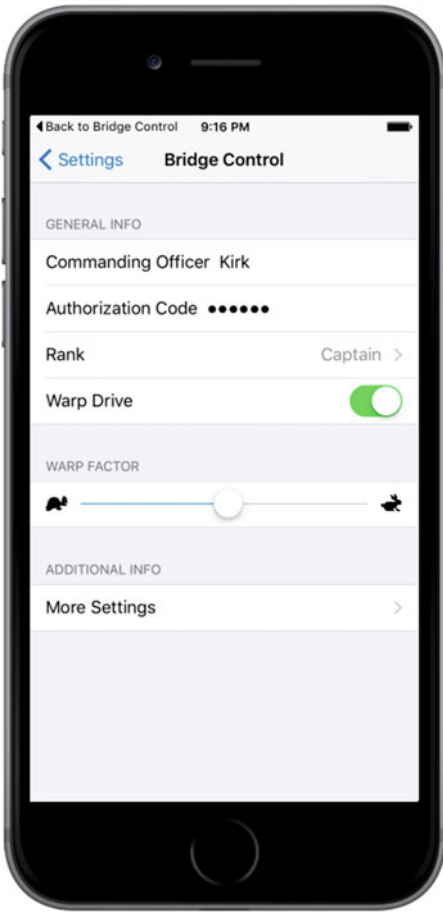 Back to Bridge Control 9:16 PM
Settings Bridge Control
GENERAL INFO
Commanding Officer Kirk
Authorization Code ••••••
Rank Captain
Warp Drive
WARP FACTOR
ADDITIONAL INFO
More Settings